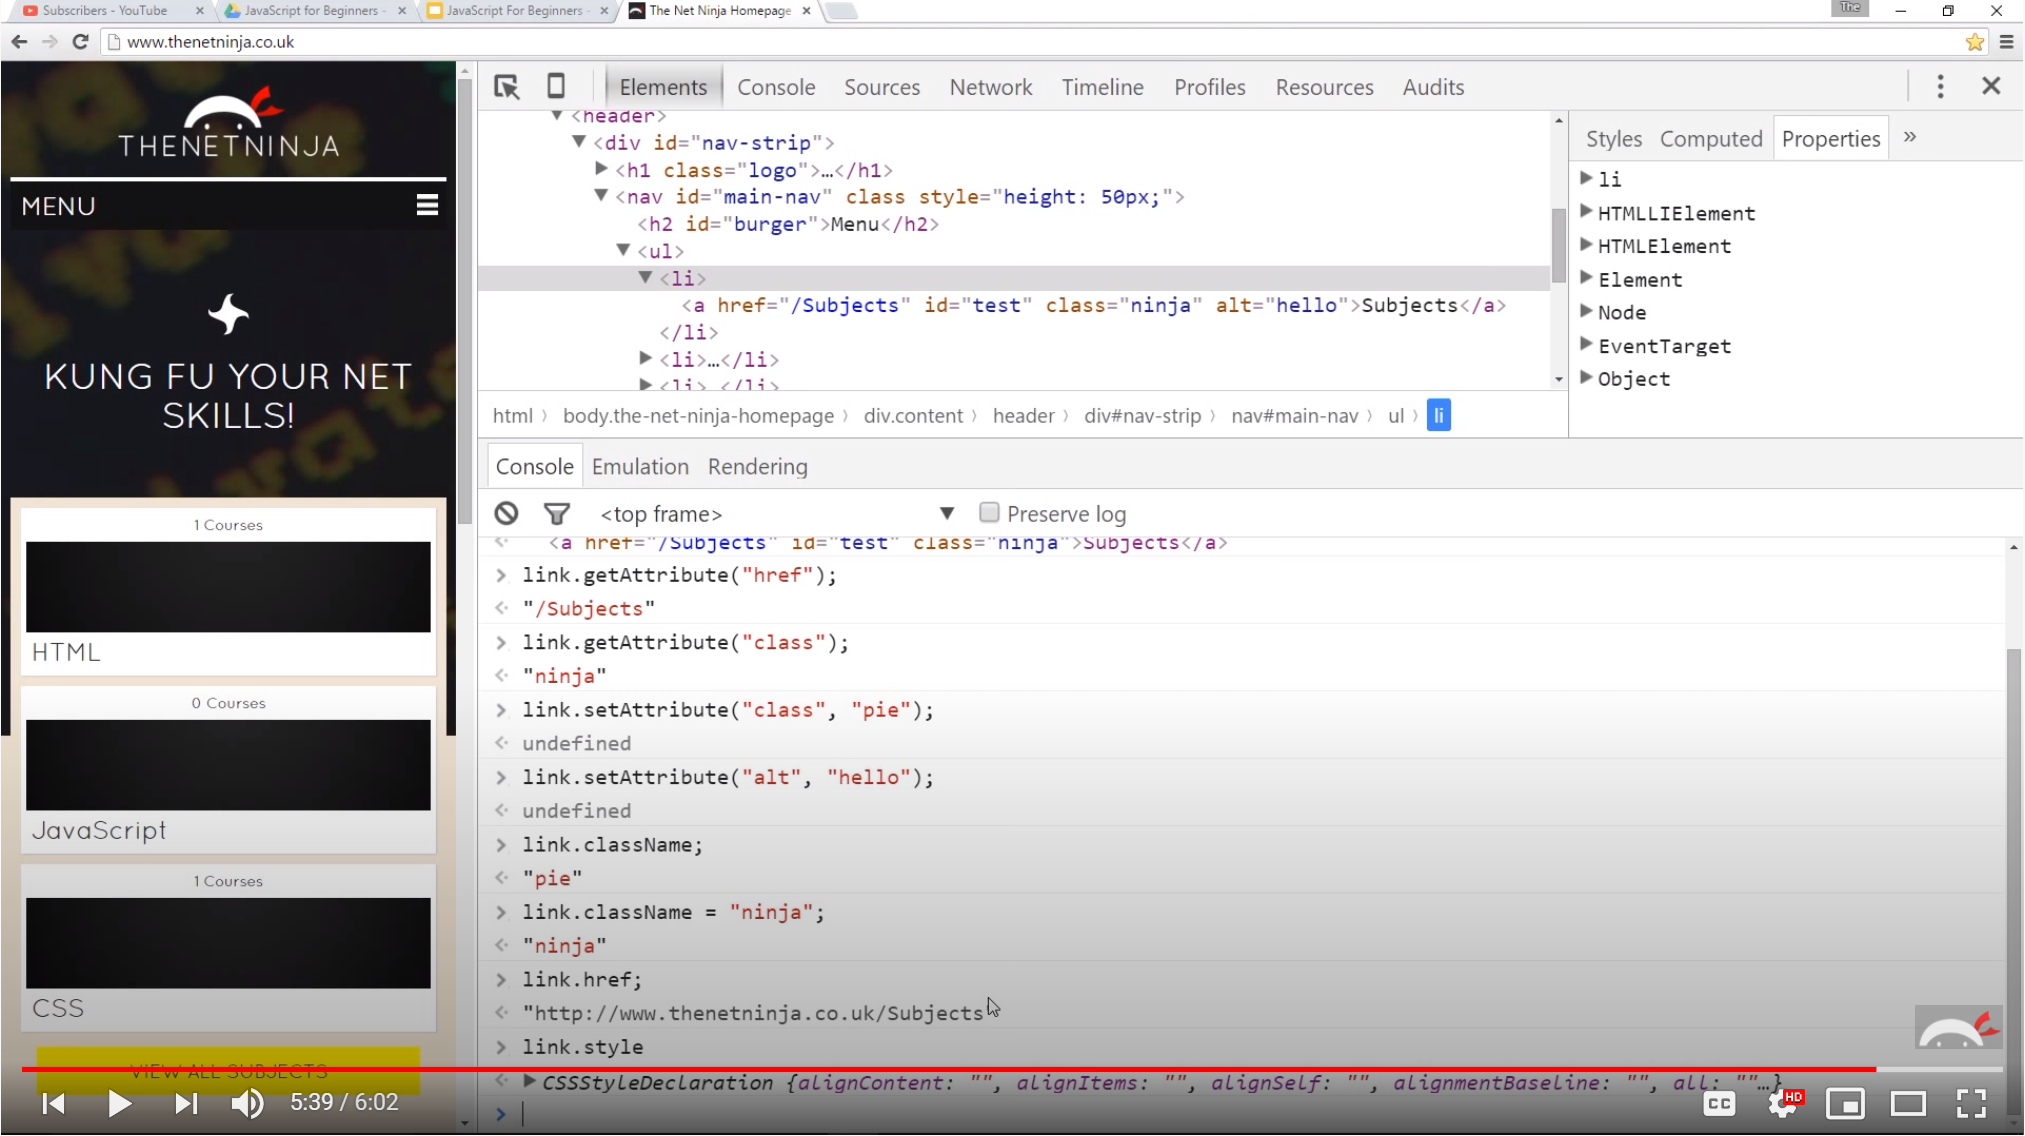 Subscribers - YouTube
JavaScript for Beginners -
JavaScript For Beginners -
The Net Ninja Homepage
The
www.thenetninja.co.uk
THENETNINJA
MENU
KUNG FU YOUR NET
SKILLS!
1 Courses
HTML
0 Courses
JavaScript
1 Courses
CSS
VIEW ALL SUBJECTS
Elements Console Sources Network Timeline Profiles Resources Audits
<header>
<div id="nav-strip">
<h1 class="logo">…</h1>
<nav id="main-nav" class style="height: 50px;">
<h2 id="burger">Menu</h2>
<ul>
<li>
<a href="/Subjects" id="test" class="ninja" alt="hello">Subjects</a>
</li>
<li>…</li>
<li> </li>
html body.the-net-ninja-homepage div.content header div#nav-strip nav#main-nav ul li
Styles Computed Properties »
li
HTMLLIElement
HTMLElement
Element
Node
EventTarget
Object
Console Emulation Rendering
<top frame> ▼ Preserve log
<a href="/Subjects" id="test" class="ninja">Subjects</a>
> link.getAttribute("href");
"/Subjects"
> link.getAttribute("class");
"ninja"
> link.setAttribute("class", "pie");
undefined
> link.setAttribute("alt", "hello");
undefined
> link.className;
"pie"
> link.className = "ninja";
"ninja"
> link.href;
"http://www.thenetninja.co.uk/Subjects
> link.style
CSSStyleDeclaration {alignContent: "", alignItems: "", alignSelf: "", alignmentBaseline: "", all: ""…}
>
5:39 / 6:02
CC
HD